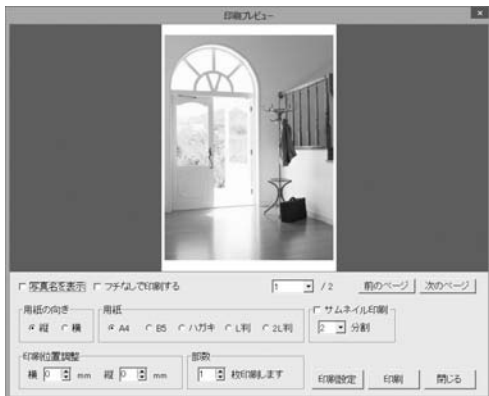 印刷プレビュー
写真名を表示 フチなしで印刷する 1 / 2 前のページ 次のページ
用紙の向き 用紙 サムネイル印刷
縦 横 A4 B5 ハガキ L判 2L判 2 分割
印刷位置調整 部数
横 0 mm 縦 0 mm 1 枚印刷します 印刷設定 印刷 閉じる